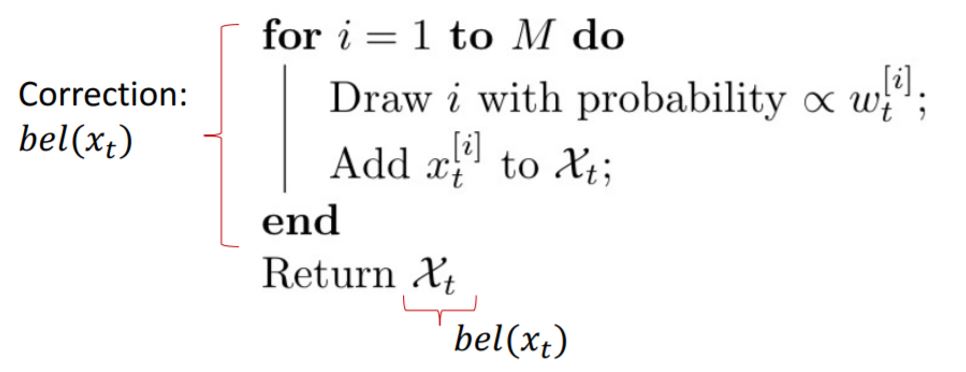 for i = 1 to M do
Correction:
bel(x_t)
Draw i with probability ∝ w_t^{[i]};
Add x_t^{[i]} to 𝒳_t;
end
Return 𝒳_t
bel(x_t)